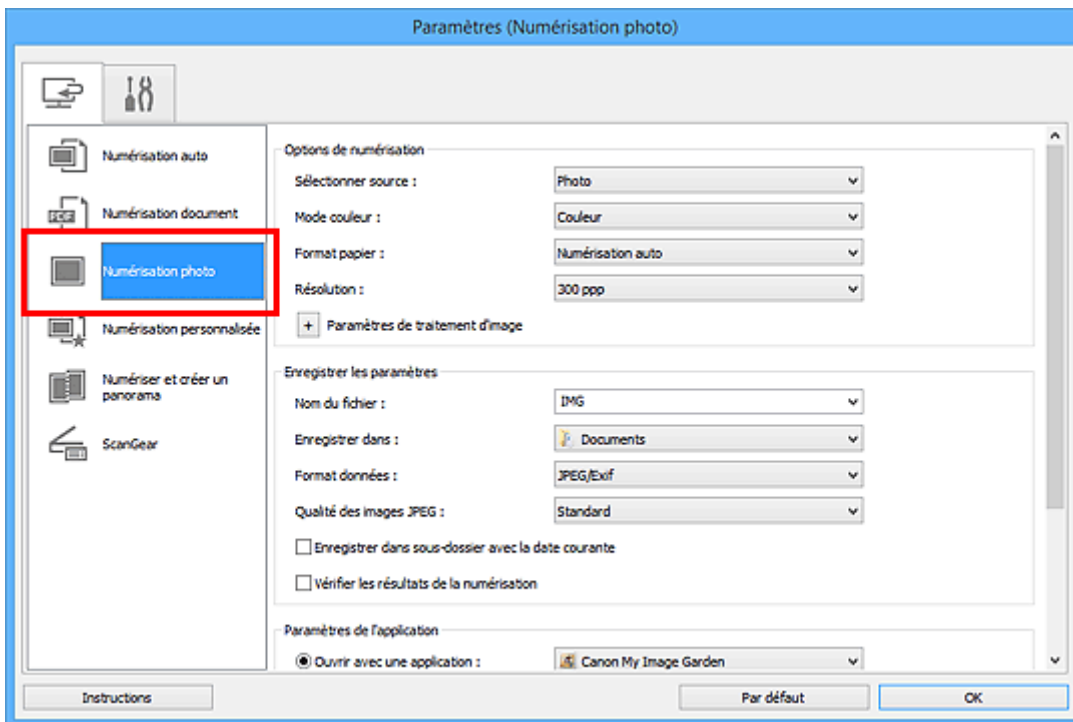 Paramètres (Numérisation photo)
Numérisation auto
Numérisation document
Numérisation photo
Numérisation personnalisée
Numériser et créer un
panorama
ScanGear
Options de numérisation
Sélectionner source : Photo
Mode couleur : Couleur
Format papier : Numérisation auto
Résolution : 300 ppp
+ Paramètres de traitement d'image
Enregistrer les paramètres
Nom du fichier : IMG
Enregistrer dans : Documents
Format données : JPEG/Exif
Qualité des images JPEG : Standard
Enregistrer dans sous-dossier avec la date courante
Vérifier les résultats de la numérisation
Paramètres de l'application
Ouvrir avec une application : Canon My Image Garden
Instructions Par défaut OK